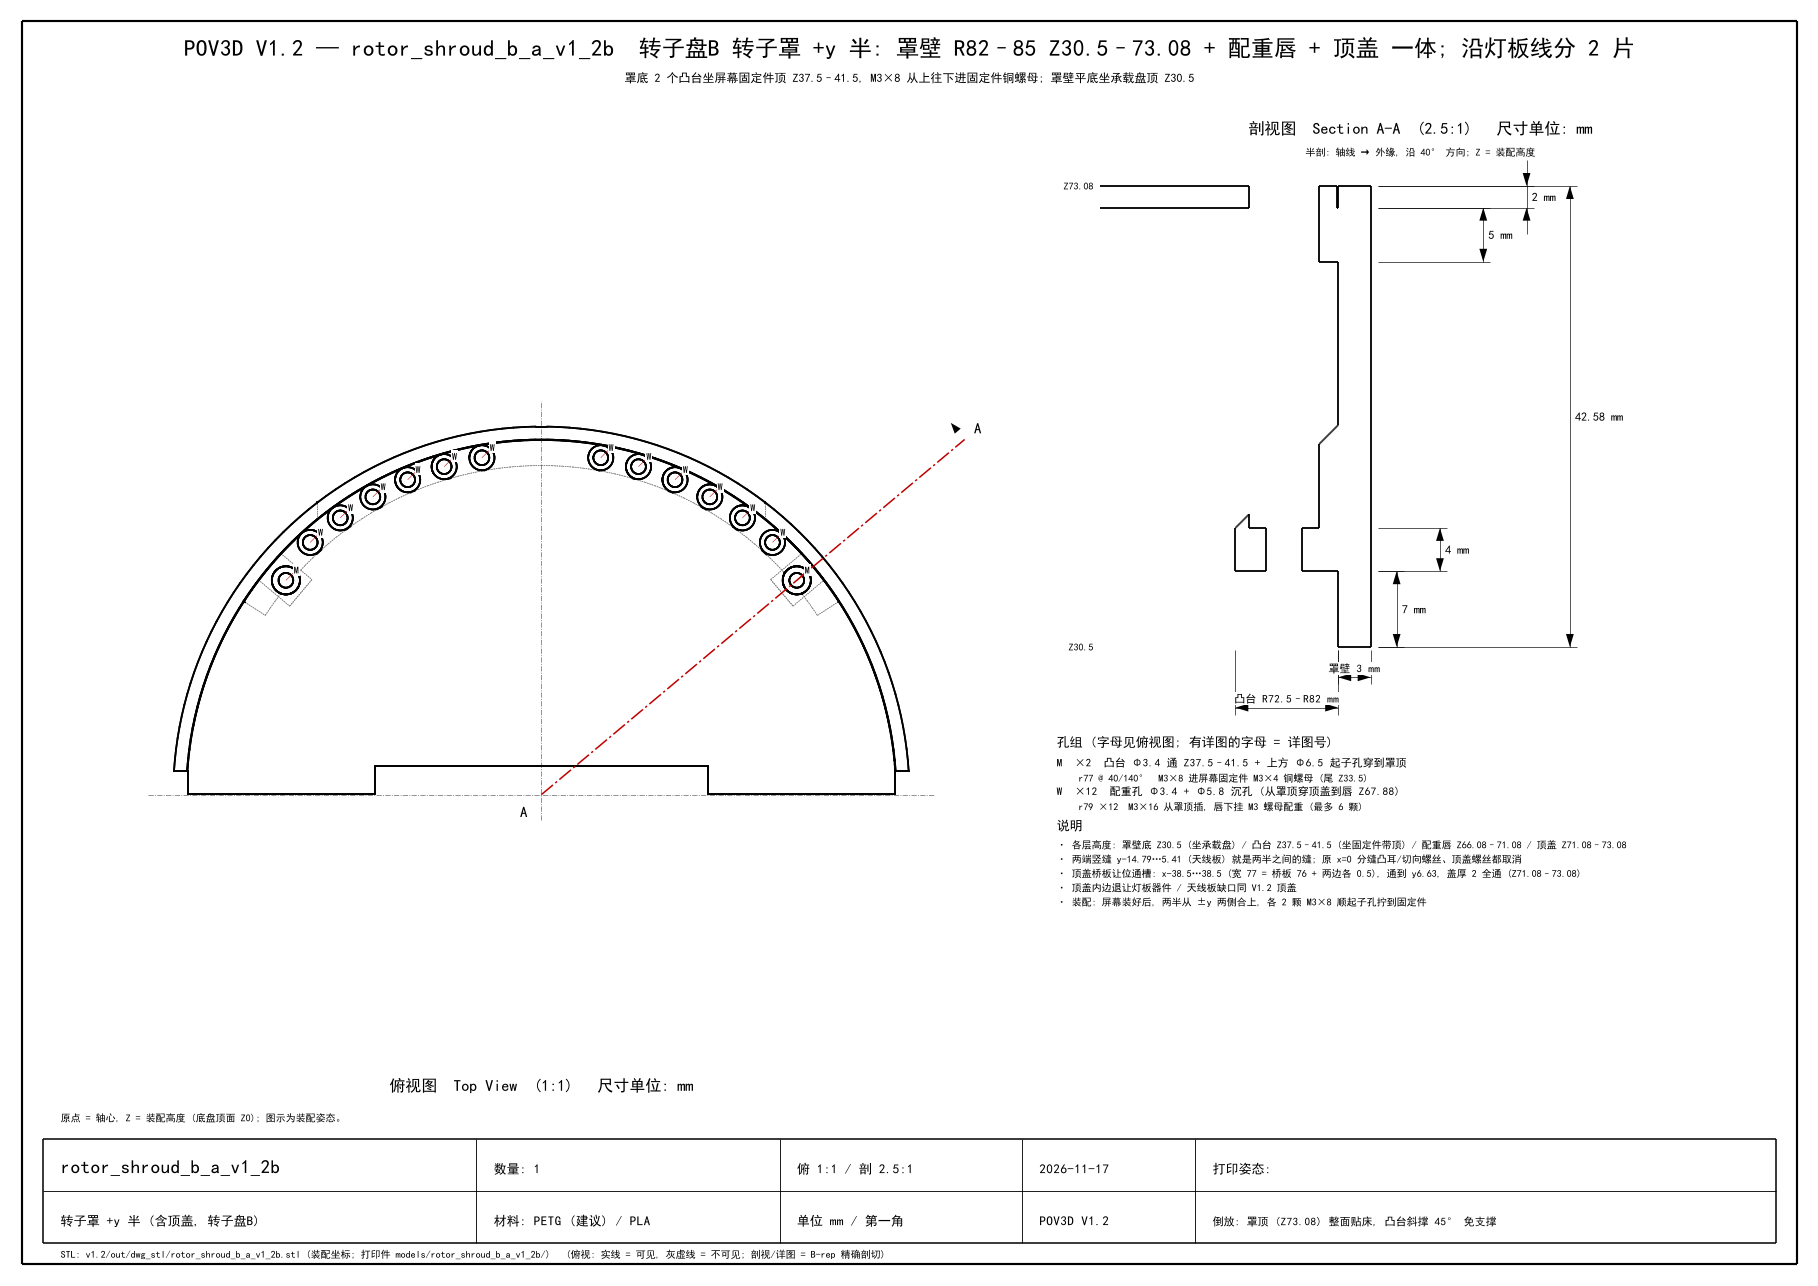 POV3D V1.2 — rotor_shroud_b_a_v1_2b 转子盘B 转子罩 +y 半: 罩壁 R82–85 Z30.5–73.08 + 配重唇 + 顶盖 一体; 沿灯板线分 2 片
罩底 2 个凸台坐屏幕固定件顶 Z37.5–41.5, M3×8 从上往下进固定件铜螺母; 罩壁平底坐承载盘顶 Z30.5
剖视图 Section A-A (2.5:1) 尺寸单位: mm
半剖: 轴线 → 外缘, 沿 40° 方向; Z = 装配高度
Z73.08
2 mm
5 mm
42.58 mm
4 mm
7 mm
Z30.5
罩壁 3 mm
凸台 R72.5–R82 mm
A
W
W
W
W
W
W
W
W
W
W
W
W
M
M
A
孔组 (字母见俯视图; 有详图的字母 = 详图号)
M ×2 凸台 Φ3.4 通 Z37.5–41.5 + 上方 Φ6.5 起子孔穿到罩顶
r77 @ 40/140° M3×8 进屏幕固定件 M3×4 铜螺母 (尾 Z33.5)
W ×12 配重孔 Φ3.4 + Φ5.8 沉孔 (从罩顶穿顶盖到唇 Z67.88)
r79 ×12 M3×16 从罩顶插, 唇下挂 M3 螺母配重 (最多 6 颗)
说明
· 各层高度: 罩壁底 Z30.5 (坐承载盘) / 凸台 Z37.5–41.5 (坐固定件带顶) / 配重唇 Z66.08–71.08 / 顶盖 Z71.08–73.08
· 两端竖缝 y-14.79…5.41 (天线板) 就是两半之间的缝; 原 x=0 分缝凸耳/切向螺丝、顶盖螺丝都取消
· 顶盖桥板让位通槽: x-38.5…38.5 (宽 77 = 桥板 76 + 两边各 0.5), 通到 y6.63, 盖厚 2 全通 (Z71.08–73.08)
· 顶盖内边退让灯板器件 / 天线板缺口同 V1.2 顶盖
· 装配: 屏幕装好后, 两半从 ±y 两侧合上, 各 2 颗 M3×8 顺起子孔拧到固定件
俯视图 Top View (1:1) 尺寸单位: mm
原点 = 轴心, Z = 装配高度 (底盘顶面 Z0); 图示为装配姿态。
rotor_shroud_b_a_v1_2b 数量: 1 俯 1:1 / 剖 2.5:1 2026-11-17 打印姿态:
转子罩 +y 半 (含顶盖, 转子盘B) 材料: PETG (建议) / PLA 单位 mm / 第一角 POV3D V1.2 倒放: 罩顶 (Z73.08) 整面贴床, 凸台斜撑 45° 免支撑
STL: v1.2/out/dwg_stl/rotor_shroud_b_a_v1_2b.stl (装配坐标; 打印件 models/rotor_shroud_b_a_v1_2b/) (俯视: 实线 = 可见, 灰虚线 = 不可见; 剖视/详图 = B-rep 精确剖切)